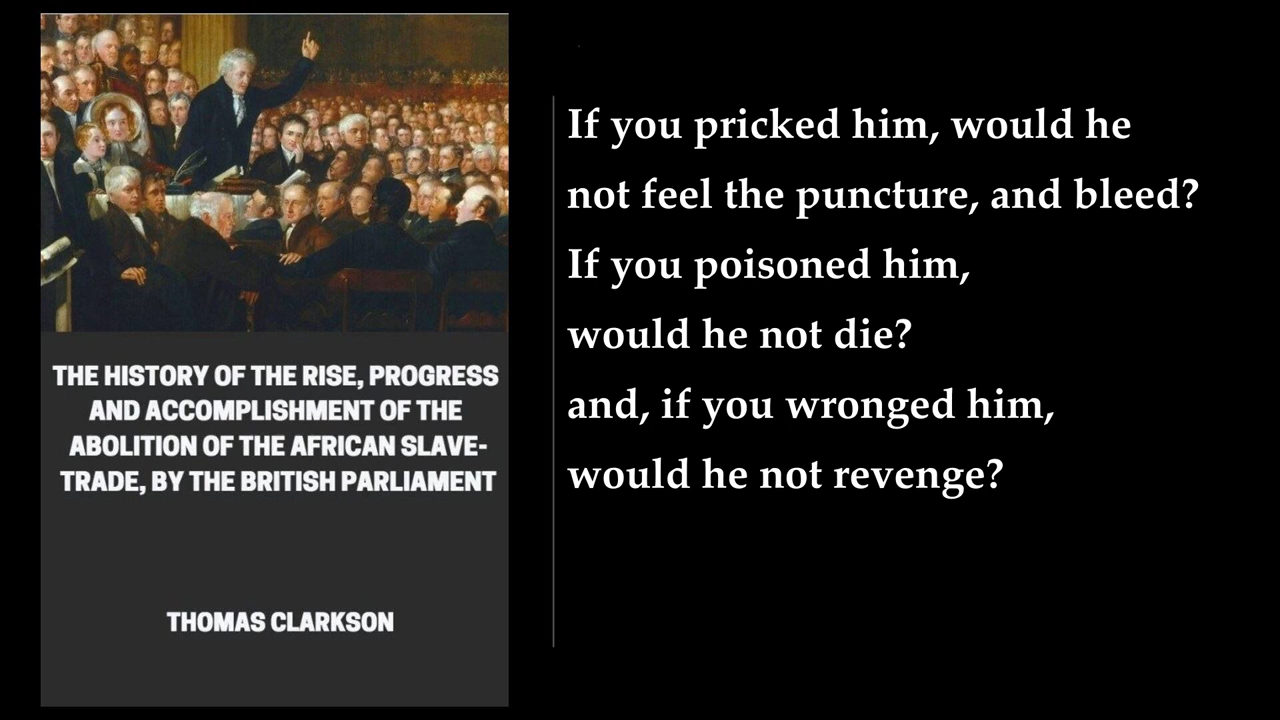 THE HISTORY OF THE RISE, PROGRESS
AND ACCOMPLISHMENT OF THE
ABOLITION OF THE AFRICAN SLAVE-
TRADE, BY THE BRITISH PARLIAMENT
THOMAS CLARKSON
If you pricked him, would he
not feel the puncture, and bleed?
If you poisoned him,
would he not die?
and, if you wronged him,
would he not revenge?